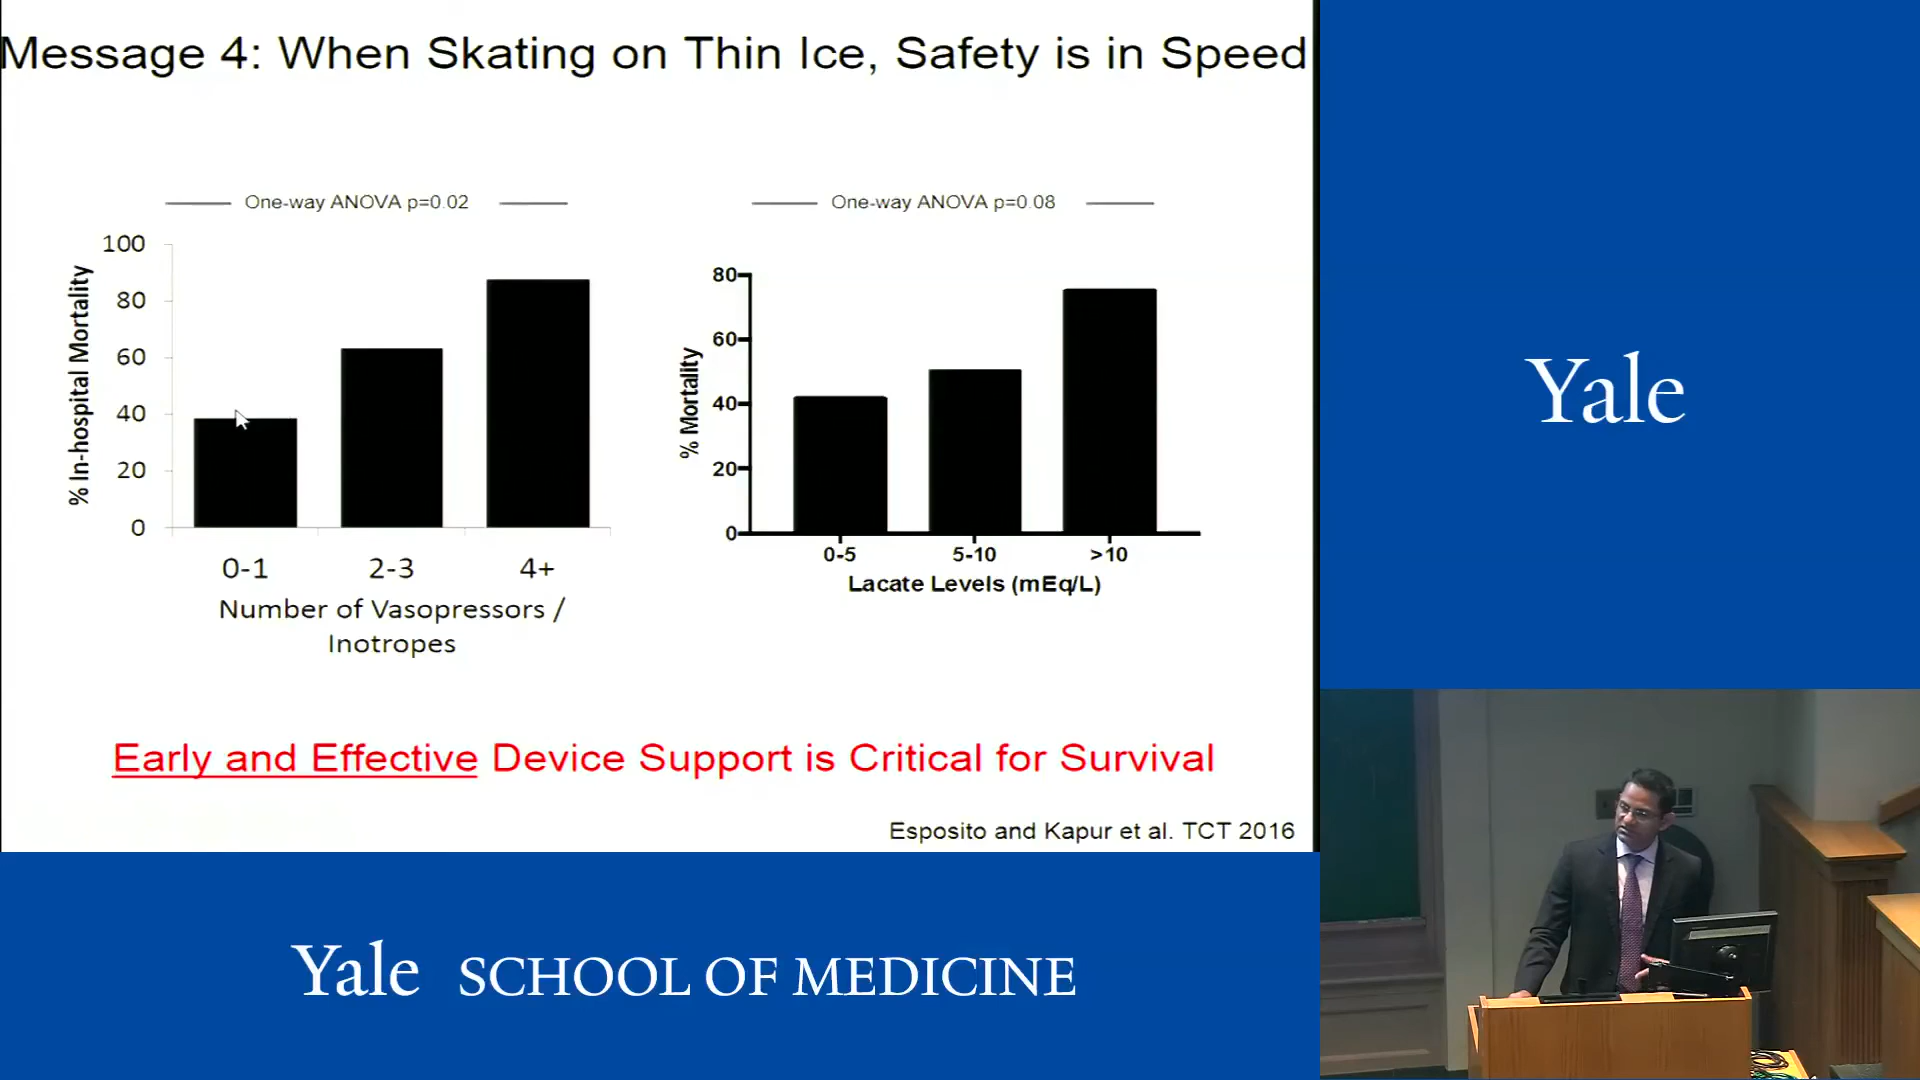 Message 4: When Skating on Thin Ice, Safety is in Speed
One-way ANOVA p=0.02
100
80
60
40
20
0
% In-hospital Mortality
0-1
2-3
4+
Number of Vasopressors /
Inotropes
One-way ANOVA p=0.08
80
60
40
20
0
% Mortality
0-5
5-10
>10
Lacate Levels (mEq/L)
Early and Effective Device Support is Critical for Survival
Esposito and Kapur et al. TCT 2016
Yale
Yale SCHOOL OF MEDICINE